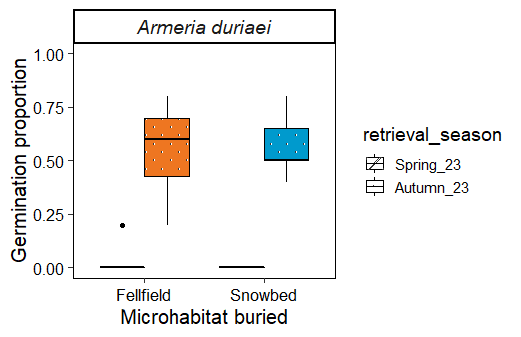 Armeria duriaei
1.00
0.75
0.50
0.25
0.00
Germination proportion
Fellfield Snowbed
Microhabitat buried
retrieval_season
Spring_23
Autumn_23